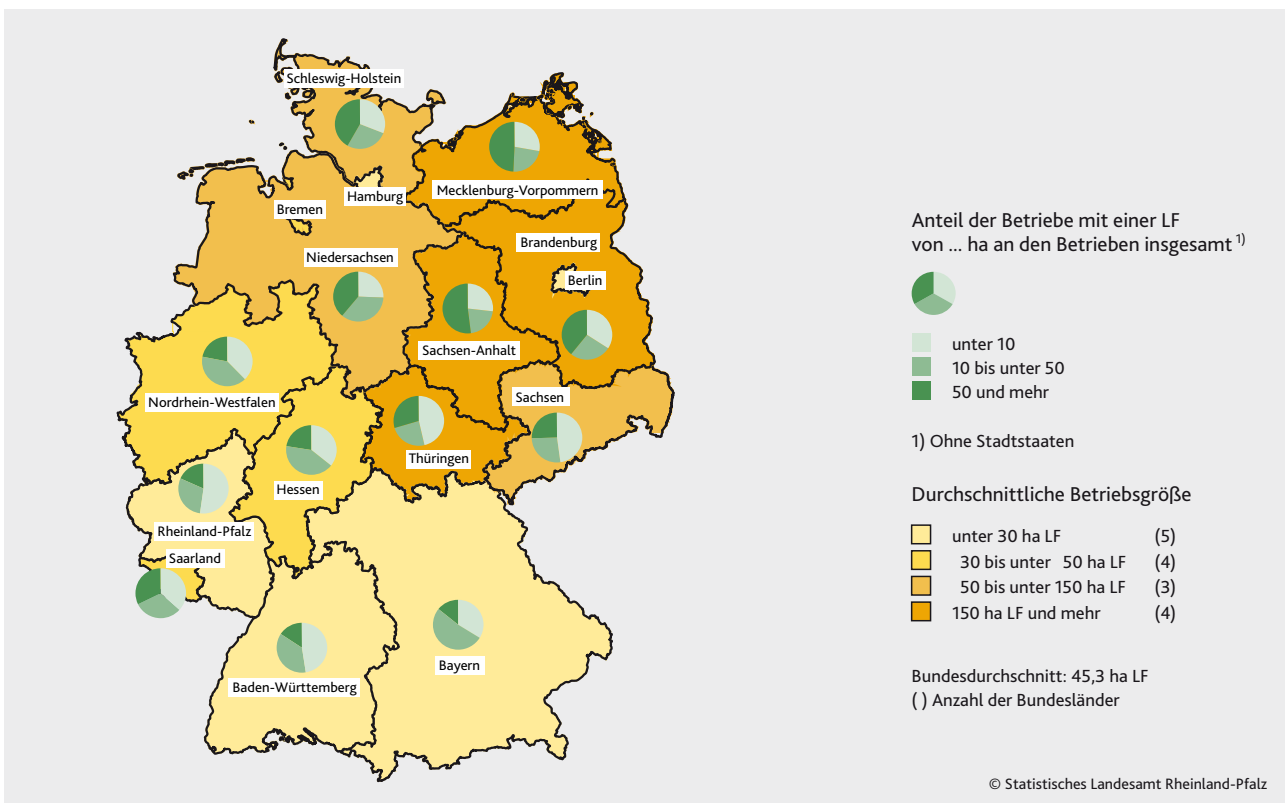 Schleswig-Holstein
Hamburg
Mecklenburg-Vorpommern
Bremen
Niedersachsen
Brandenburg
Berlin
Sachsen-Anhalt
Nordrhein-Westfalen
Sachsen
Thüringen
Hessen
Rheinland-Pfalz
Saarland
Bayern
Baden-Württemberg
Anteil der Betriebe mit einer LF
von ... ha an den Betrieben insgesamt 1)
unter 10
10 bis unter 50
50 und mehr
1) Ohne Stadtstaaten
Durchschnittliche Betriebsgröße
unter 30 ha LF (5)
30 bis unter 50 ha LF (4)
50 bis unter 150 ha LF (3)
150 ha LF und mehr (4)
Bundesdurchschnitt: 45,3 ha LF
( ) Anzahl der Bundesländer
© Statistisches Landesamt Rheinland-Pfalz